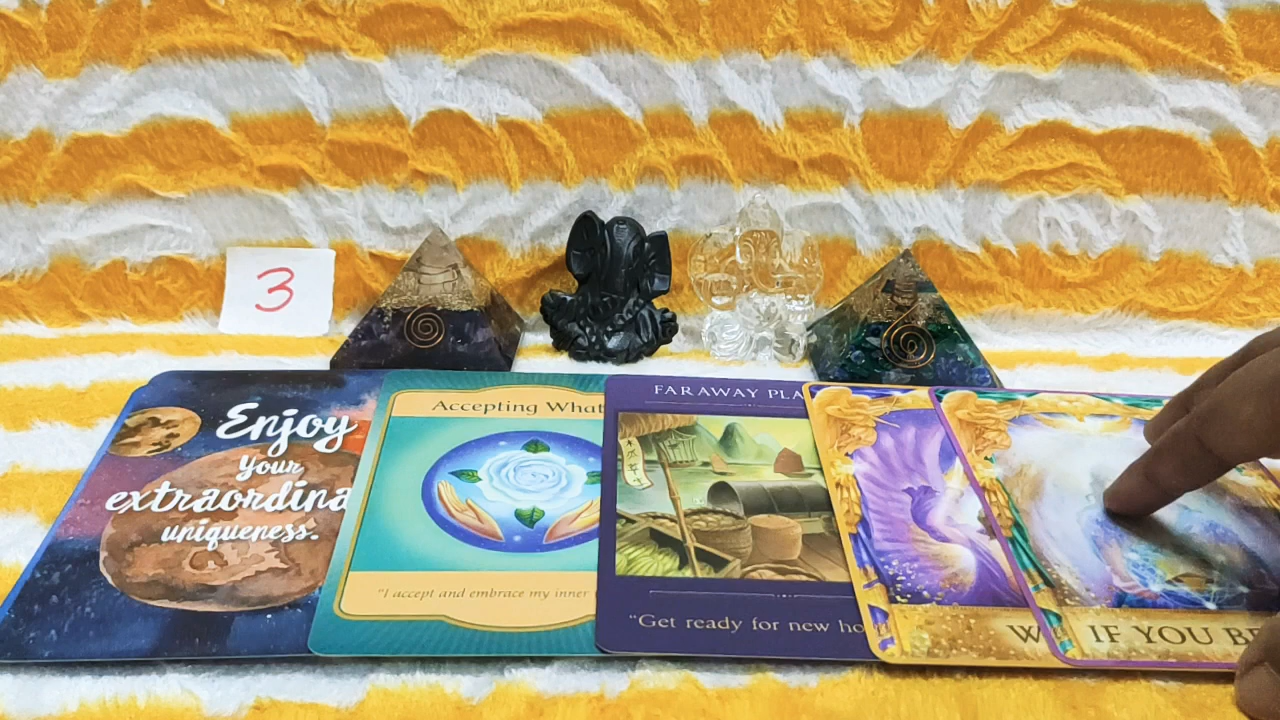 3
Enjoy
your
extraordina
uniqueness.
Accepting What
"I accept and embrace my inner
FARAWAY PLA
"Get ready for new ho
W
IF YOU BE